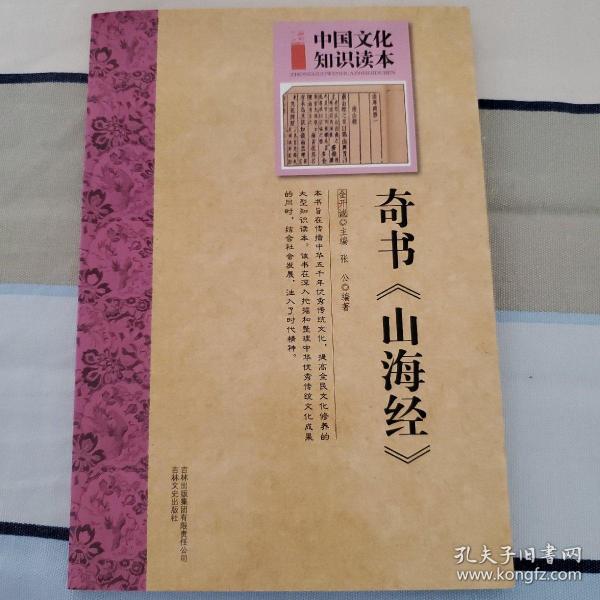 中国文化
知识读本
ZHONGGUOWENHUAZHISHIDUBEN
奇书《山海经》
金开诚◎主编 张 公◎编著
本书旨在传播中华五千年优秀传统文化，提高全民文化修养的
大型知识读本。该书在深入挖掘和整理中华优秀传统文化成果
的同时，结合社会发展，注入了时代精神。
吉林出版集团有限责任公司
吉林文史出版社
孔夫子旧书网
www.kongfz.com